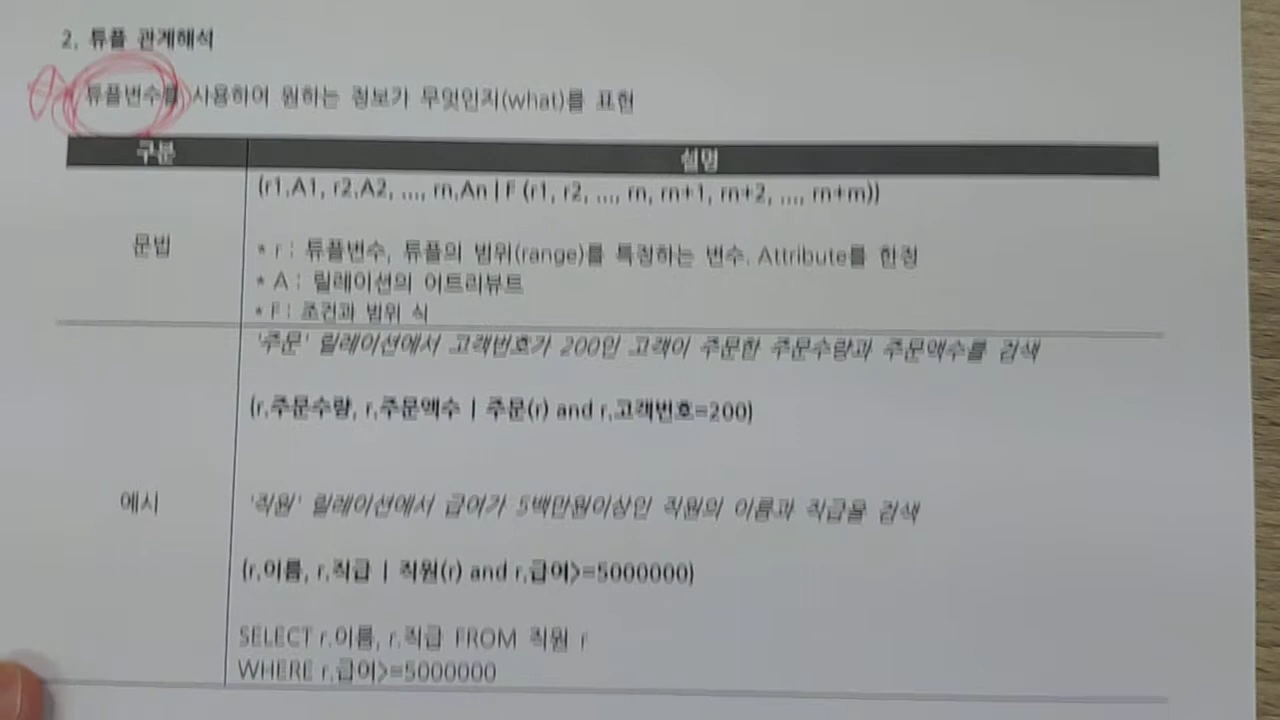 2. 튜플 관계해석
튜플변수를 사용하여 원하는 정보가 무엇인지(what)를 표현
구분 설명
문법
(r1.A1, r2.A2, ..., rn.An | F (r1, r2, ..., rn, rn+1, rn+2, ..., rn+m))
* r : 튜플변수, 튜플의 범위(range)를 특정하는 변수. Attribute를 한정
* A : 릴레이션의 어트리뷰트
* F : 조건과 범위 식
예시
'주문' 릴레이션에서 고객번호가 200인 고객이 주문한 주문수량과 주문액수를 검색
(r.주문수량, r.주문액수 | 주문(r) and r.고객번호=200)
'직원' 릴레이션에서 급여가 5백만원이상인 직원의 이름과 직급을 검색
(r.이름, r.직급 | 직원(r) and r.급여>=5000000)
SELECT r.이름, r.직급 FROM 직원 r
WHERE r.급여>=5000000